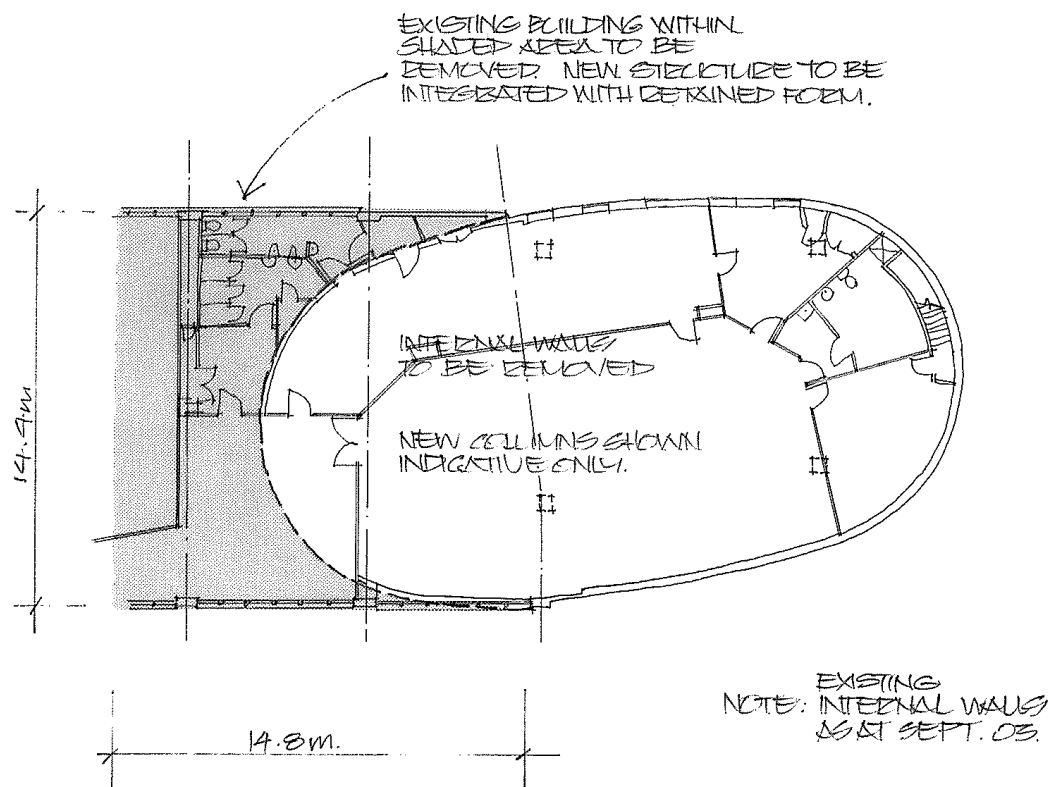 EXISTING BUILDING WITHIN
SHADED AREA TO BE
REMOVED. NEW STRUCTURE TO BE
INTEGRATED WITH RETAINED FORM.
INTERNAL WALLS
TO BE REMOVED
NEW COLUMNS SHOWN
INDICATIVE ONLY.
14.4m
14.8m.
EXISTING
NOTE: INTERNAL WALLS
AS AT SEPT. 03.